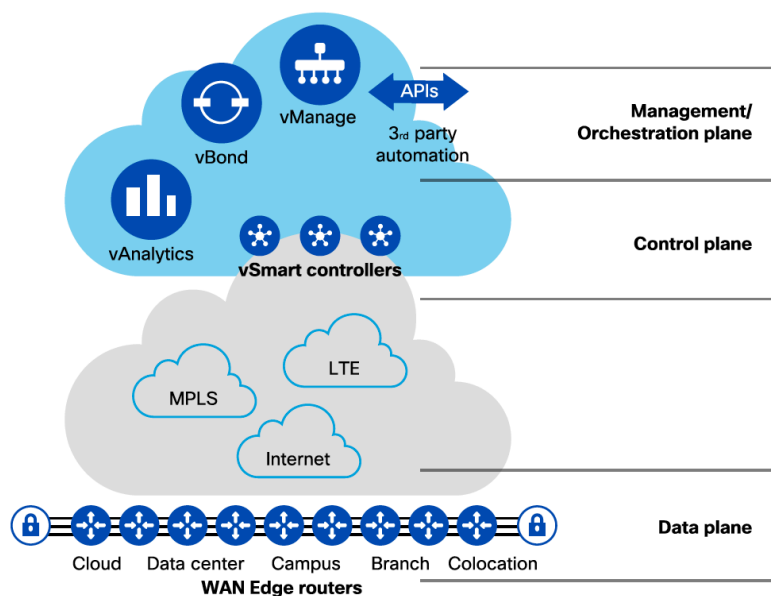 vManage
APIs
3rd party
automation
vBond
vAnalytics
vSmart controllers
Management/
Orchestration plane
Control plane
LTE
MPLS
Internet
Data plane
Cloud
Data center
Campus
Branch
Colocation
WAN Edge routers